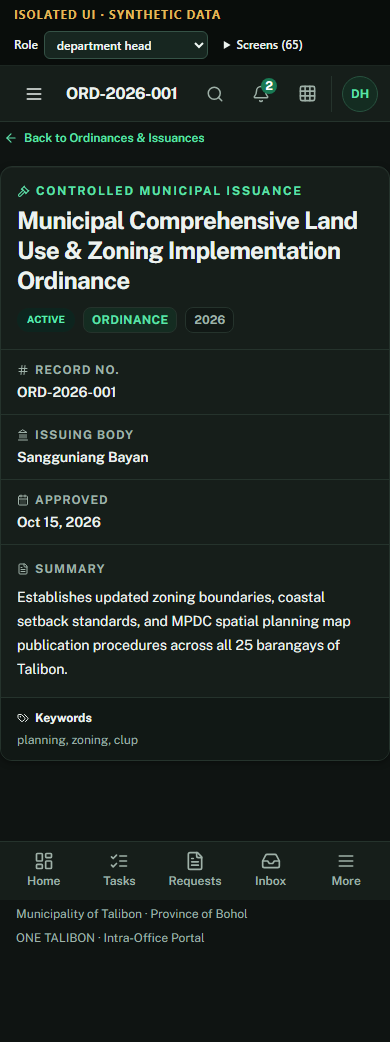 ISOLATED UI · SYNTHETIC DATA
Role department head ▶ Screens (65)
ORD-2026-001 2 DH
← Back to Ordinances & Issuances
CONTROLLED MUNICIPAL ISSUANCE
Municipal Comprehensive Land
Use & Zoning Implementation
Ordinance
ACTIVE ORDINANCE 2026
# RECORD NO.
ORD-2026-001
ISSUING BODY
Sangguniang Bayan
APPROVED
Oct 15, 2026
SUMMARY
Establishes updated zoning boundaries, coastal
setback standards, and MPDC spatial planning map
publication procedures across all 25 barangays of
Talibon.
Keywords
planning, zoning, clup
Home Tasks Requests Inbox More
Municipality of Talibon · Province of Bohol
ONE TALIBON · Intra-Office Portal